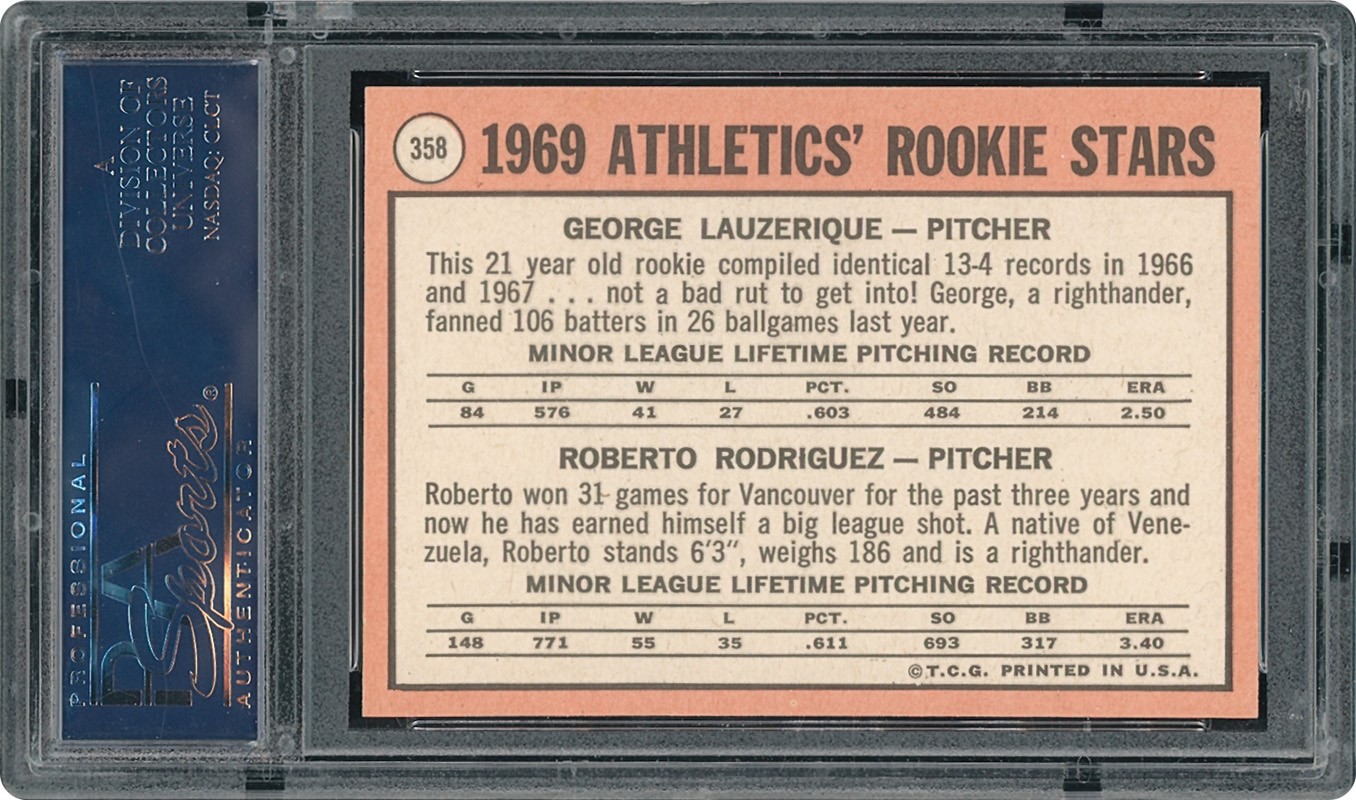 A
DIVISION OF
COLLECTORS
UNIVERSE
NASDAQ: CLCT
PROFESSIONAL
PSA
Sports®
AUTHENTICATOR
358
1969 ATHLETICS' ROOKIE STARS
GEORGE LAUZERIQUE — PITCHER
This 21 year old rookie compiled identical 13-4 records in 1966
and 1967 . . . not a bad rut to get into! George, a righthander,
fanned 106 batters in 26 ballgames last year.
MINOR LEAGUE LIFETIME PITCHING RECORD
G IP W L PCT. SO BB ERA
84 576 41 27 .603 484 214 2.50
ROBERTO RODRIGUEZ — PITCHER
Roberto won 31 games for Vancouver for the past three years and
now he has earned himself a big league shot. A native of Vene-
zuela, Roberto stands 6'3", weighs 186 and is a righthander.
MINOR LEAGUE LIFETIME PITCHING RECORD
G IP W L PCT. SO BB ERA
148 771 55 35 .611 693 317 3.40
©T.C.G. PRINTED IN U.S.A.